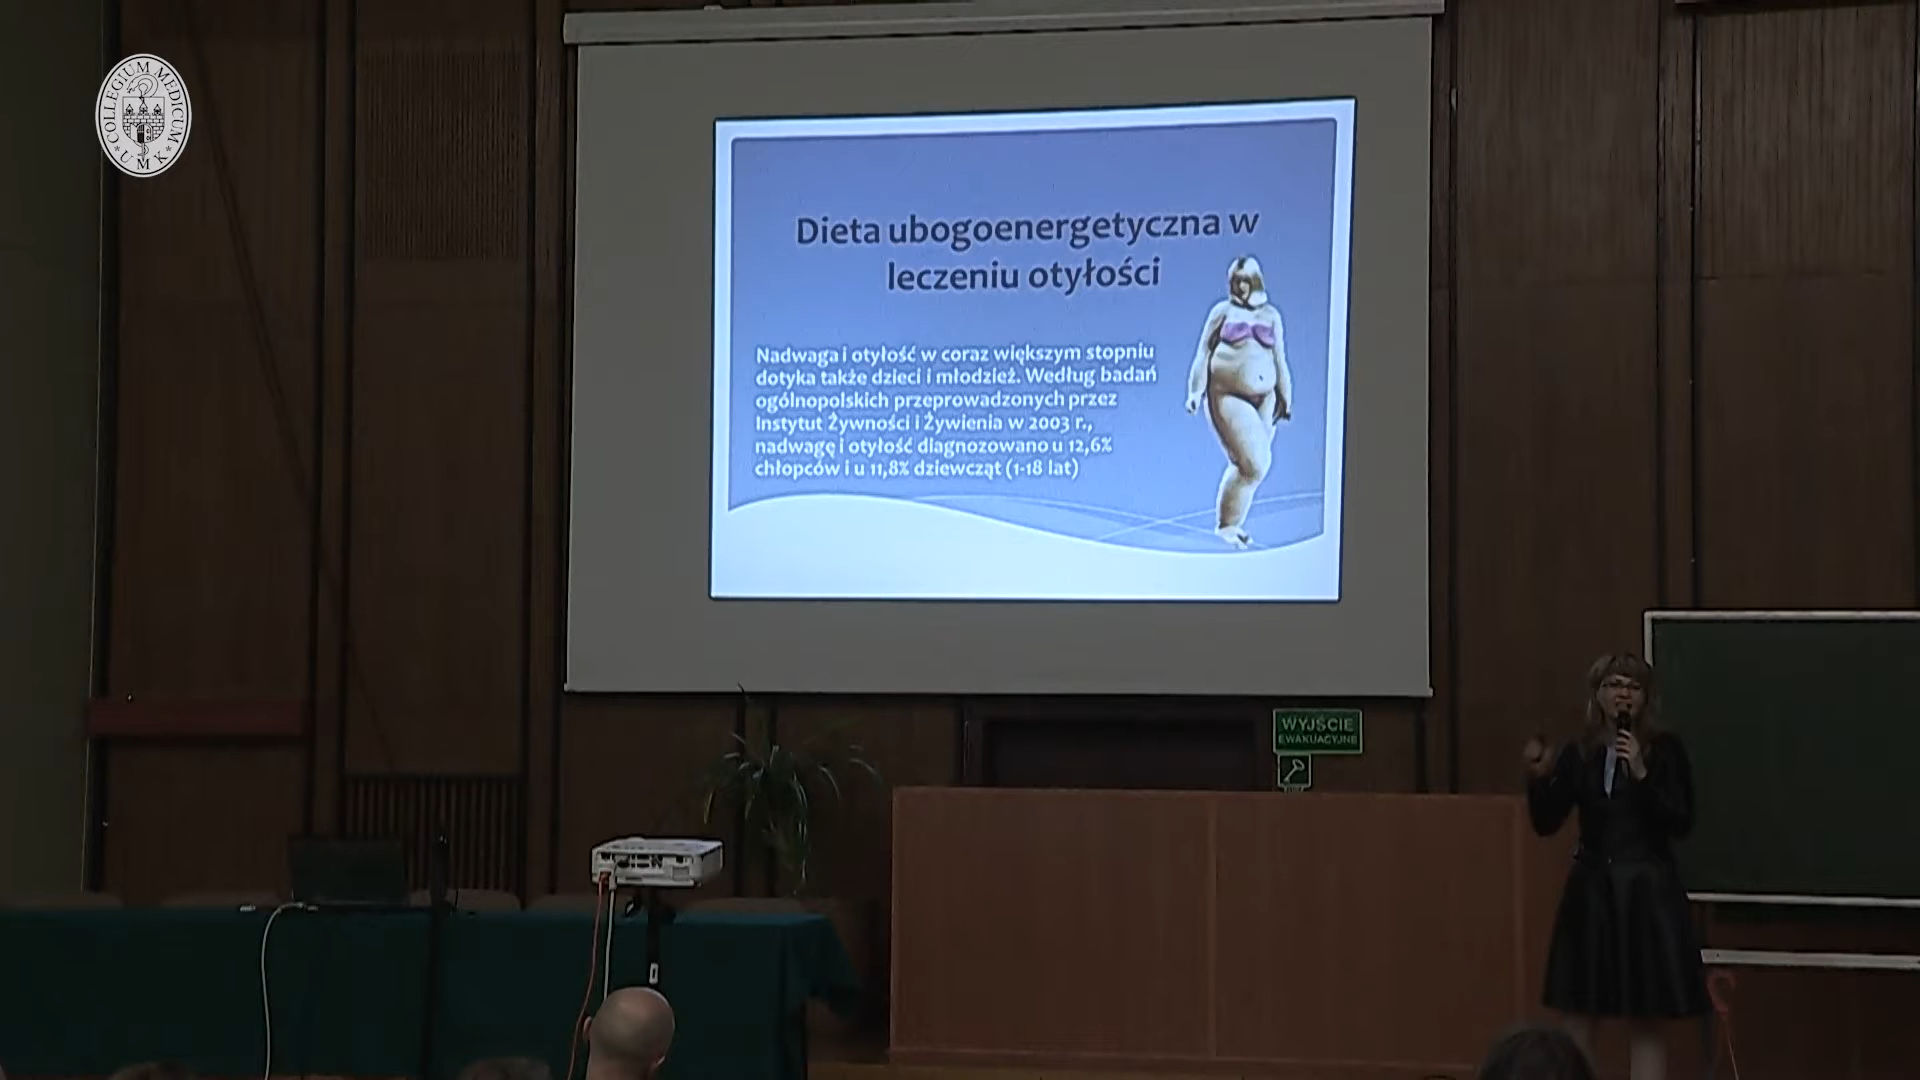 COLLEGIUM MEDICUM
* UMK *
Dieta ubogoenergetyczna w
leczeniu otyłości
Nadwaga i otyłość w coraz większym stopniu
dotyka także dzieci i młodzież. Według badań
ogólnopolskich przeprowadzonych przez
Instytut Żywności i Żywienia w 2003 r.,
nadwagę i otyłość diagnozowano u 12,6%
chłopców i u 11,8% dziewcząt (1-18 lat)
WYJŚCIE
EWAKUACYJNE